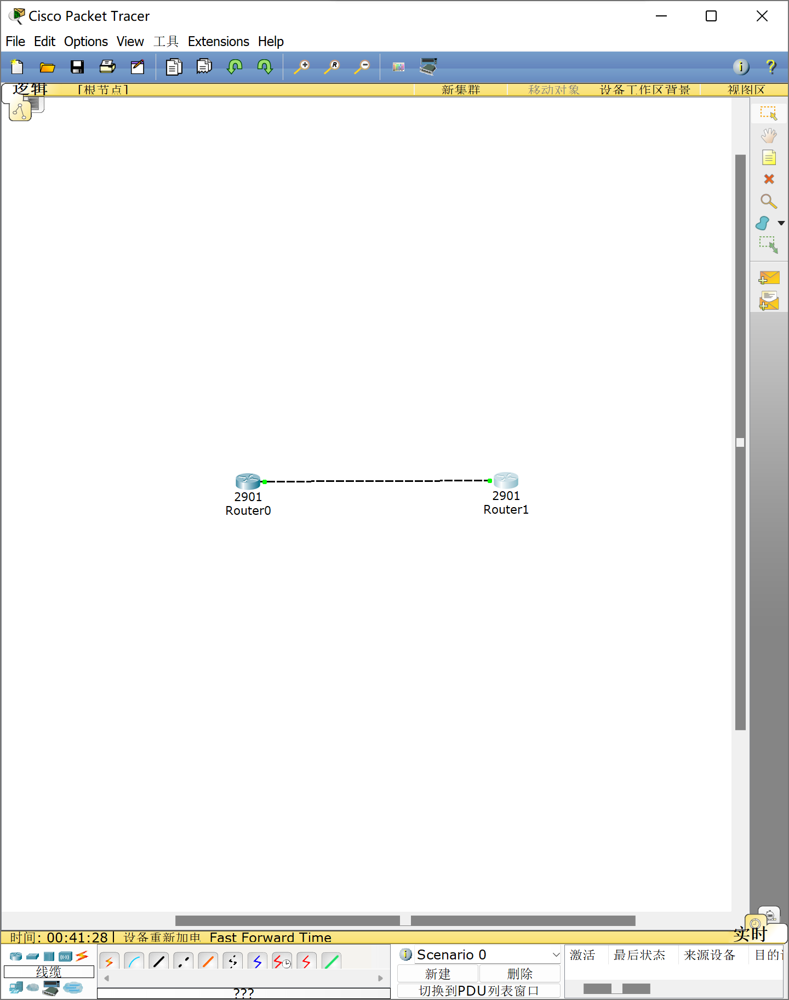 Cisco Packet Tracer
File Edit Options View 工具 Extensions Help
逻辑 [根节点] 新集群 移动对象 设备工作区背景 视图区
2901
Router0
2901
Router1
时间: 00:41:28 设备重新加电 Fast Forward Time 实时
Scenario 0
激活 最后状态 来源设备 目的
线缆
新建 删除
切换到PDU列表窗口
???